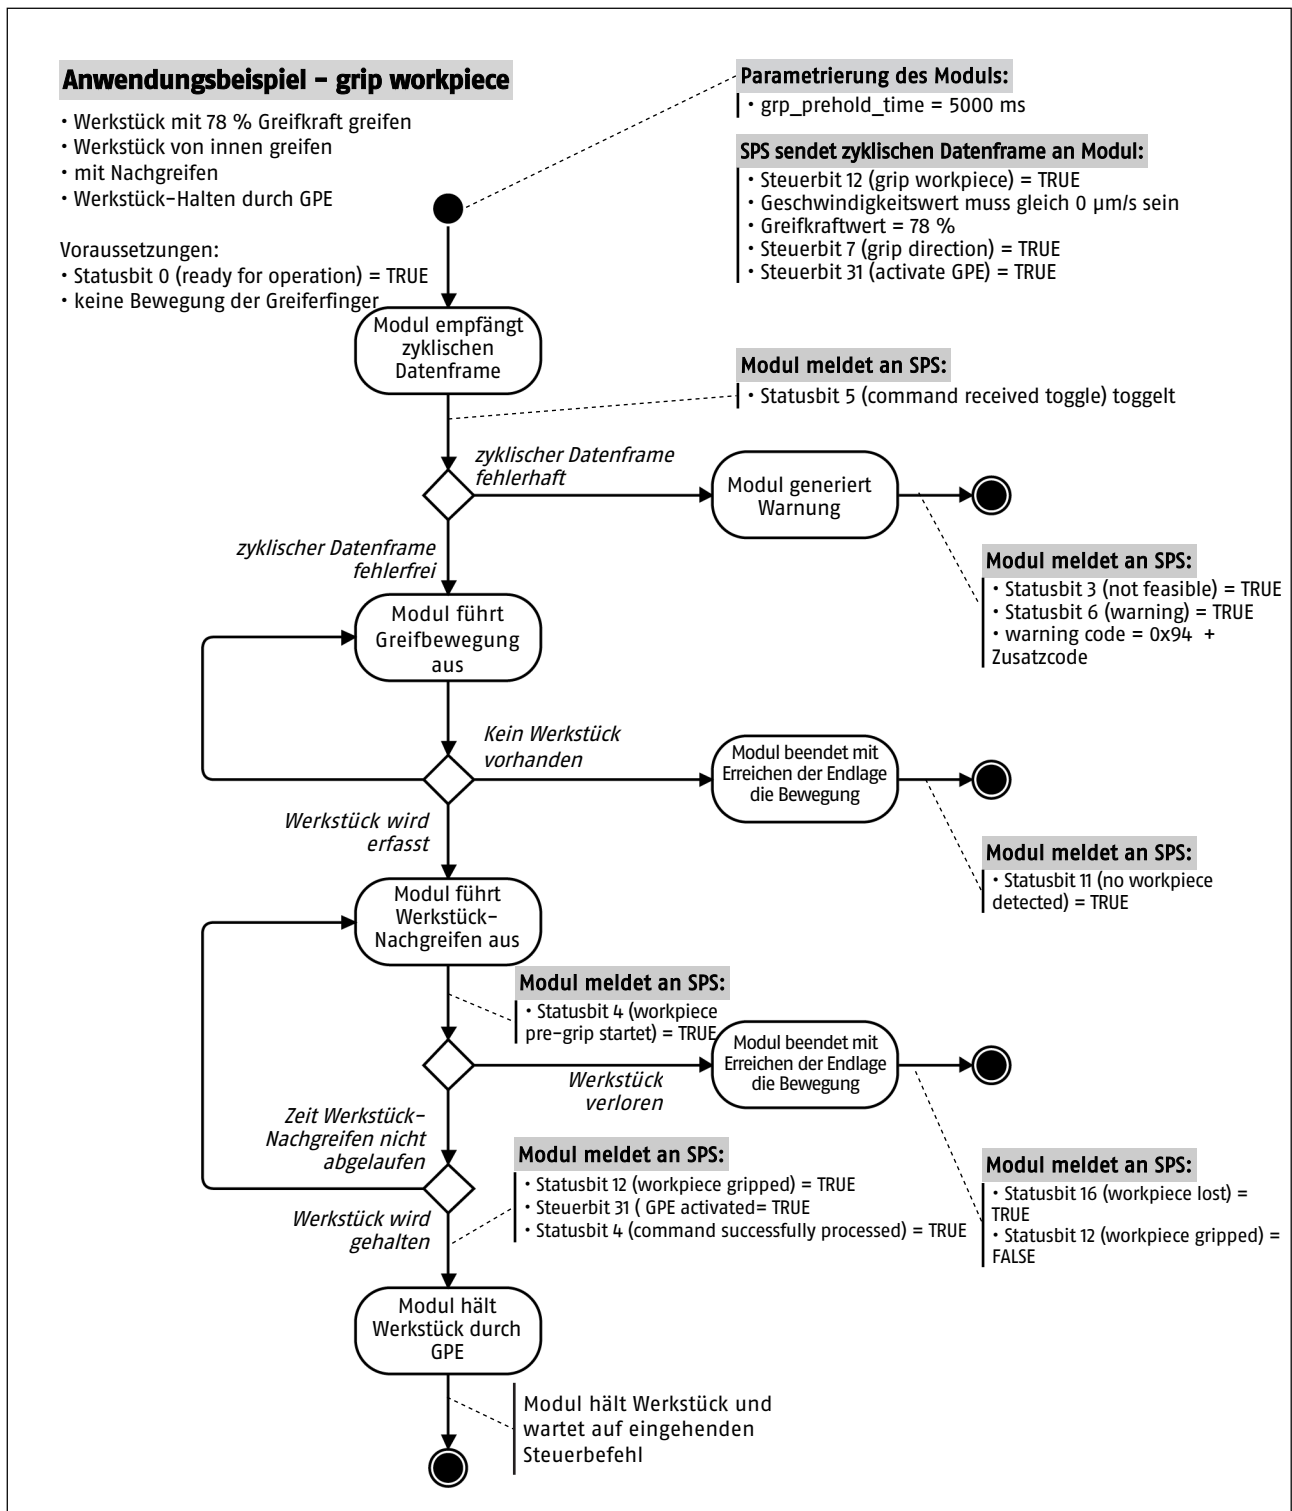 Anwendungsbeispiel – grip workpiece
• Werkstück mit 78 % Greifkraft greifen
• Werkstück von innen greifen
• mit Nachgreifen
• Werkstück-Halten durch GPE
Voraussetzungen:
• Statusbit 0 (ready for operation) = TRUE
• keine Bewegung der Greiferfinger
Parametrierung des Moduls:
• grp_prehold_time = 5000 ms
SPS sendet zyklischen Datenframe an Modul:
• Steuerbit 12 (grip workpiece) = TRUE
• Geschwindigkeitswert muss gleich 0 µm/s sein
• Greifkraftwert = 78 %
• Steuerbit 7 (grip direction) = TRUE
• Steuerbit 31 (activate GPE) = TRUE
Modul empfängt
zyklischen
Datenframe
Modul meldet an SPS:
• Statusbit 5 (command received toggle) toggelt
zyklischer Datenframe
fehlerhaft
Modul generiert
Warnung
zyklischer Datenframe
fehlerfrei
Modul meldet an SPS:
• Statusbit 3 (not feasible) = TRUE
• Statusbit 6 (warning) = TRUE
• warning code = 0x94 +
Zusatzcode
Modul führt
Greifbewegung
aus
Kein Werkstück
vorhanden
Modul beendet mit
Erreichen der Endlage
die Bewegung
Werkstück wird
erfasst
Modul meldet an SPS:
• Statusbit 11 (no workpiece
detected) = TRUE
Modul führt
Werkstück-
Nachgreifen aus
Modul meldet an SPS:
• Statusbit 4 (workpiece
pre-grip startet) = TRUE
Modul beendet mit
Erreichen der Endlage
die Bewegung
Werkstück
verloren
Zeit Werkstück-
Nachgreifen nicht
abgelaufen
Modul meldet an SPS:
• Statusbit 12 (workpiece gripped) = TRUE
• Steuerbit 31 ( GPE activated= TRUE
• Statusbit 4 (command successfully processed) = TRUE
Modul meldet an SPS:
• Statusbit 16 (workpiece lost) =
TRUE
• Statusbit 12 (workpiece gripped) =
FALSE
Werkstück wird
gehalten
Modul hält
Werkstück durch
GPE
Modul hält Werkstück und
wartet auf eingehenden
Steuerbefehl